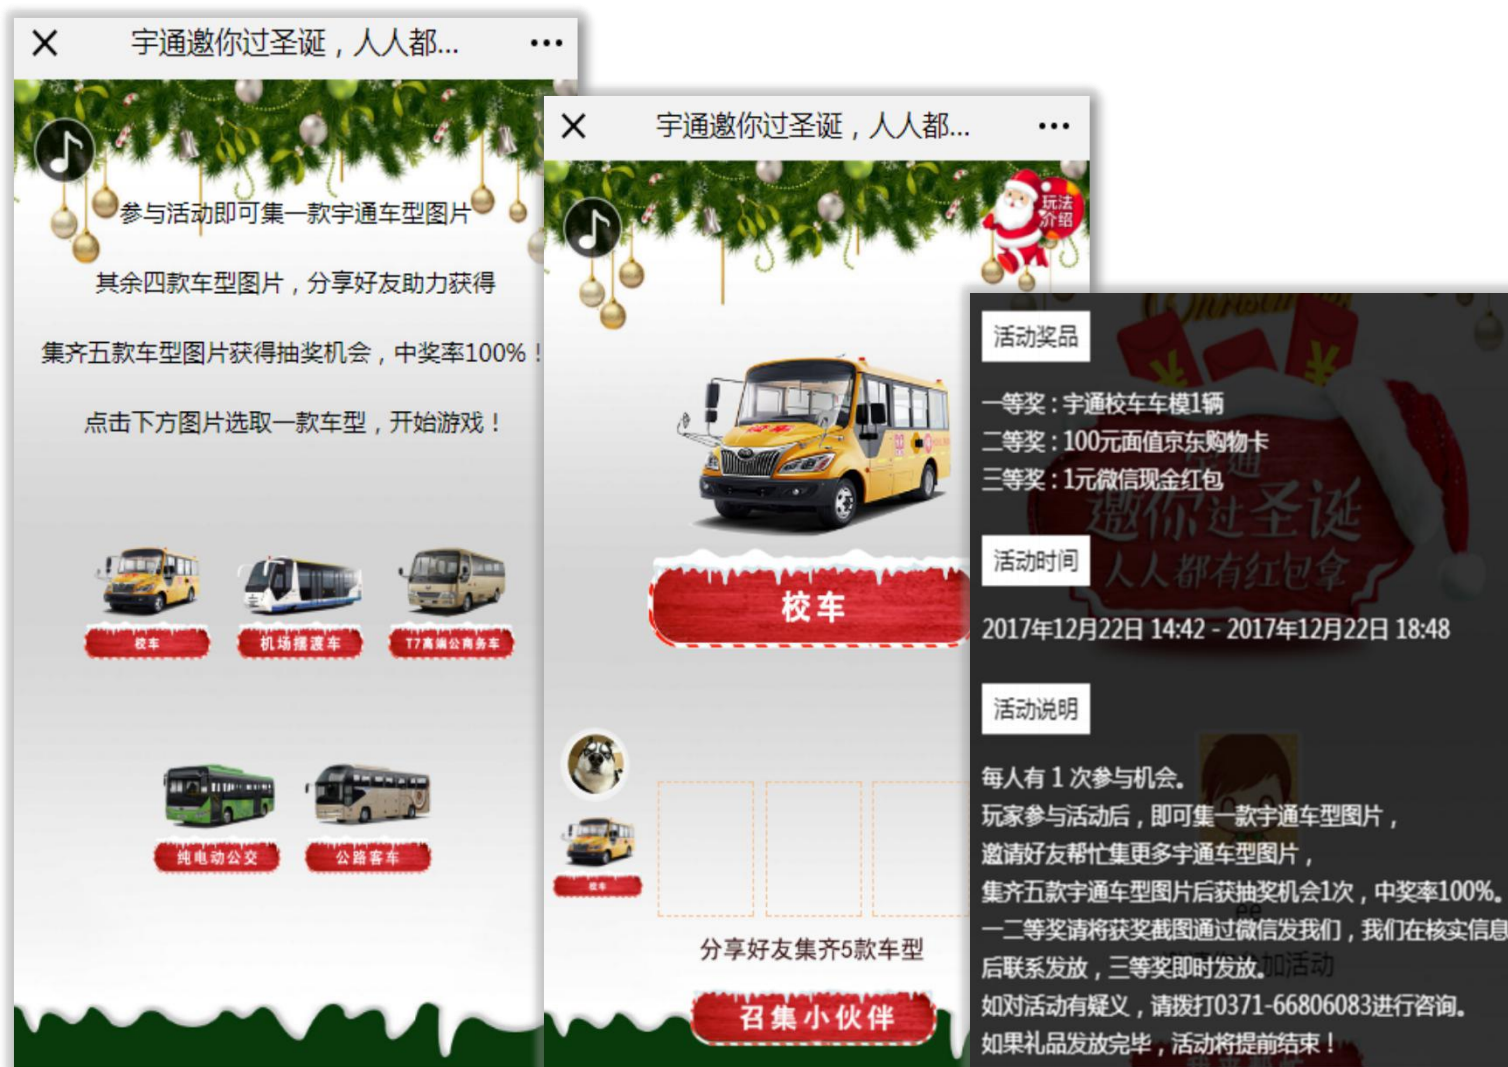 宇通邀你过圣诞，人人都...
参与活动即可集一款宇通车型图片
其余四款车型图片，分享好友助力获得
集齐五款车型图片获得抽奖机会，中奖率100%！
点击下方图片选取一款车型，开始游戏！
校车
机场摆渡车
T7高端公商务车
纯电动公交
公路客车
宇通邀你过圣诞，人人都...
玩法
介绍
校车
校车
校车
分享好友集齐5款车型
召集小伙伴
活动奖品
一等奖：宇通校车车模1辆
二等奖：100元面值京东购物卡
三等奖：1元微信现金红包
宇通
邀你过圣诞
人人都有红包拿
活动时间
2017年12月22日 14:42 - 2017年12月22日 18:48
活动说明
每人有 1 次参与机会。
玩家参与活动后，即可集一款宇通车型图片，
邀请好友帮忙集更多宇通车型图片，
集齐五款宇通车型图片后获抽奖机会1次，中奖率100%。
一二等奖请将获奖截图通过微信发我们，我们在核实信息
后联系发放，三等奖即时发放。
如对活动有疑义，请拨打0371-66806083进行咨询。
如果礼品发放完毕，活动将提前结束！